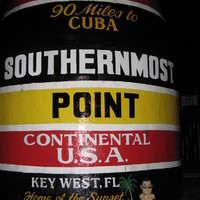 90 Miles to
CUBA
SOUTHERNMOST
POINT
CONTINENTAL
U.S.A.
KEY WEST, FL
Home of the Sunset